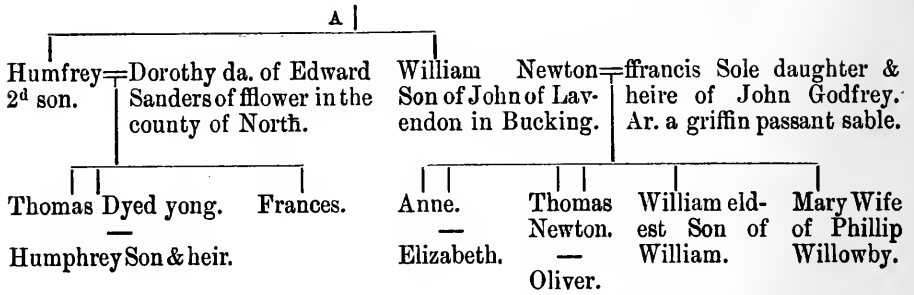 A
Humfrey=Dorothy da. of Edward
2d son. Sanders of fflower in the
county of North̄.
William Newton=ffrancis Sole daughter &
Son of John of Lav- heire of John Godfrey.
endon in Bucking. Ar. a griffin passant sable.
Thomas Dyed yong. Frances.
—
Humphrey Son & heir.
Anne.
—
Elizabeth.
Thomas
Newton.
—
Oliver.
William eld-
est Son of
William.
Mary Wife
of Phillip
Willowby.